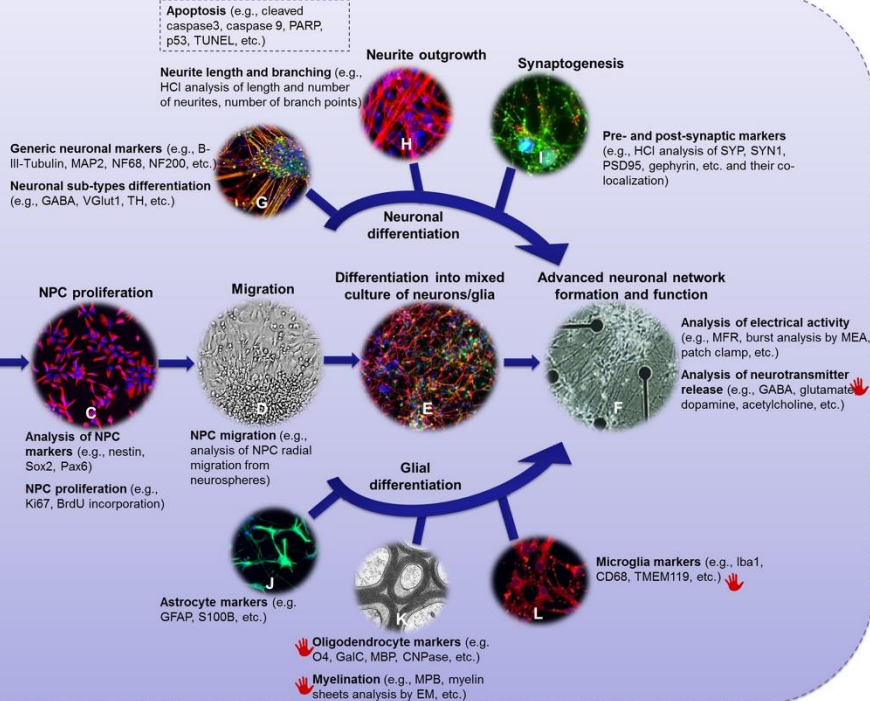 Apoptosis (e.g., cleaved
caspase3, caspase 9, PARP,
p53, TUNEL, etc.)
Neurite outgrowth
Synaptogenesis
Neurite length and branching (e.g.,
HCI analysis of length and number
of neurites, number of branch points)
H
I
Pre- and post-synaptic markers
(e.g., HCI analysis of SYP, SYN1,
PSD95, gephyrin, etc. and their co-
localization)
Generic neuronal markers (e.g., B-
III-Tubulin, MAP2, NF68, NF200, etc.)
Neuronal sub-types differentiation
(e.g., GABA, VGlut1, TH, etc.)
G
Neuronal
differentiation
NPC proliferation
Migration
Differentiation into mixed
culture of neurons/glia
Advanced neuronal network
formation and function
C
D
E
F
Analysis of electrical activity
(e.g., MFR, burst analysis by MEA,
patch clamp, etc.)
Analysis of neurotransmitter
release (e.g., GABA, glutamate
dopamine, acetylcholine, etc.)
Analysis of NPC
markers (e.g., nestin,
Sox2, Pax6)
NPC proliferation (e.g.,
Ki67, BrdU incorporation)
NPC migration (e.g.,
analysis of NPC radial
migration from
neurospheres)
Glial
differentiation
J
K
L
Astrocyte markers (e.g.
GFAP, S100B, etc.)
Microglia markers (e.g., Iba1,
CD68, TMEM119, etc.)
Oligodendrocyte markers (e.g.
O4, GalC, MBP, CNPase, etc.)
Myelination (e.g., MPB, myelin
sheets analysis by EM, etc.)